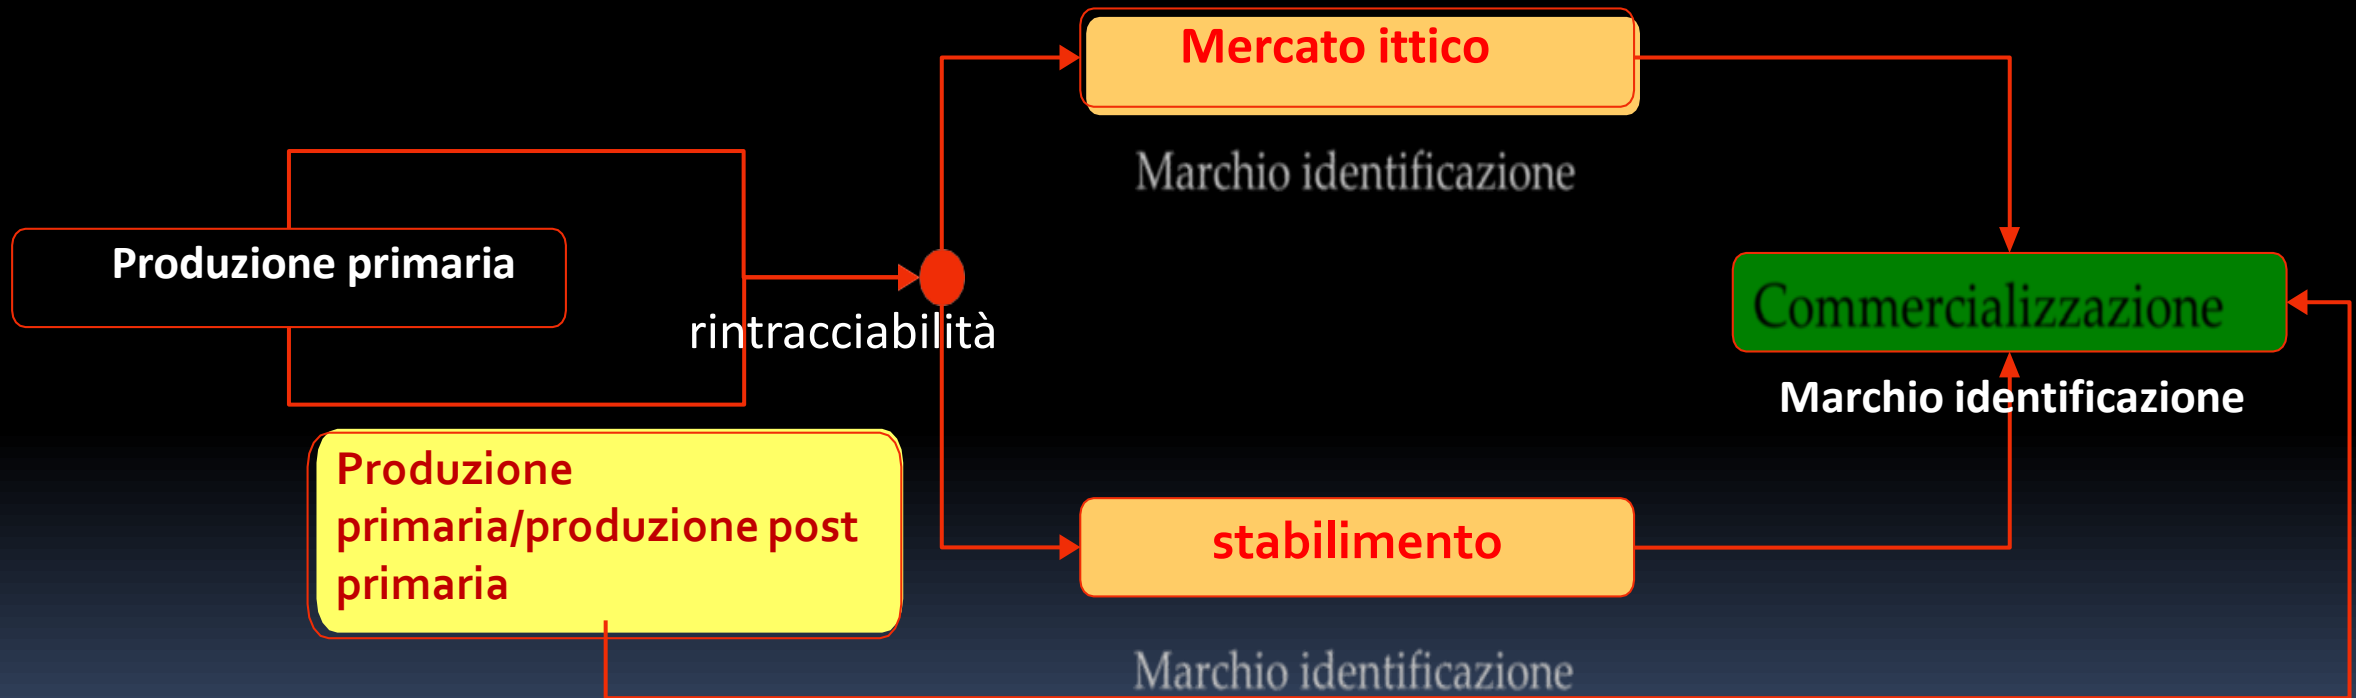 Mercato ittico
Marchio identificazione
Produzione primaria
rintracciabilità
Commercializzazione
Marchio identificazione
Produzione
primaria/produzione post
primaria
stabilimento
Marchio identificazione